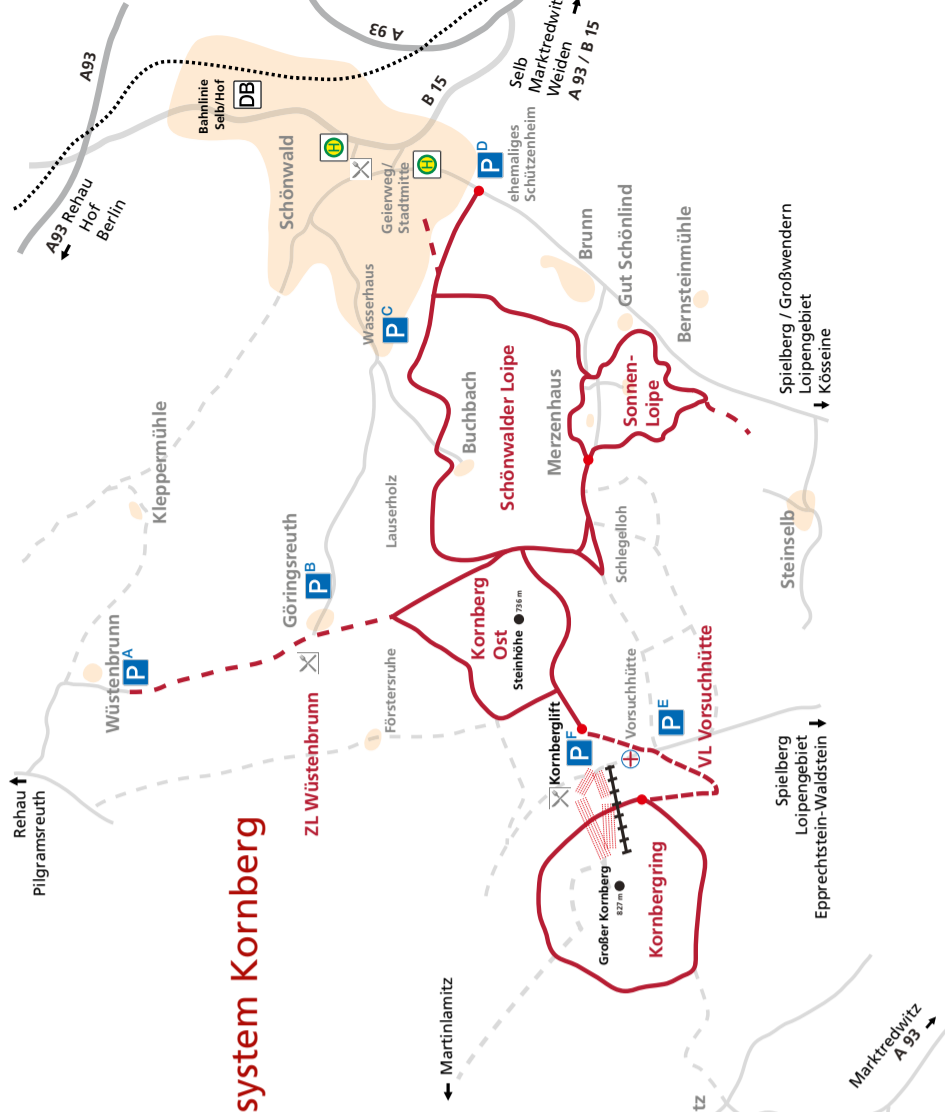 system Kornberg
Rehau
Pilgramsreuth
Martinlamitz
ZL Wüstenbrunn
Wüstenbrunn
P A
Kleppermühle
Göringsreuth
P B
Förstersruhe
Lauserholz
A93 Rehau
Hof
Berlin
A93
Bahnlinie
Selb/Hof
DB
A 93
B 15
Schönwald
H
Geierweg/
Stadtmitte
H
Wasserhaus
P C
P D
ehemaliges
Schützenheim
Selb
Marktredwitz
Weiden
A 93 / B 15
Buchbach
Schönwalder Loipe
Merzenhaus
Brunn
Gut Schönlind
Bernsteinmühle
Sonnen-
Loipe
Kornberg
Ost
Steinhöhe
736 m
Schlegelloh
Steinselb
Spielberg / Großwendern
Loipengebiet
Kösseine
Kornberglift
P F
Vorsuchhütte
P E
VL Vorsuchhütte
Großer Kornberg
827 m
Kornbergring
Spielberg
Loipengebiet
Epprechtstein-Waldstein
Marktredwitz
A 93
tz